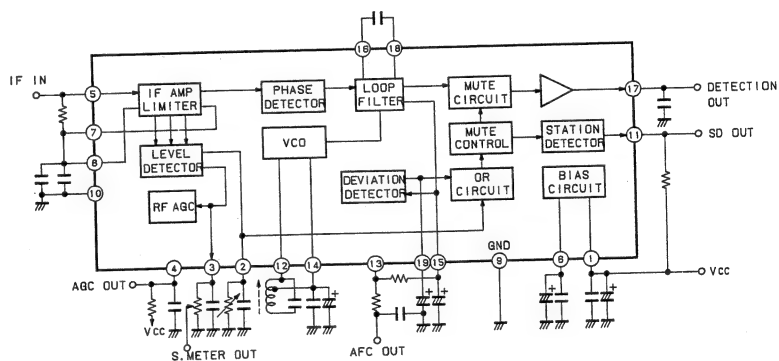 16 18
IF IN
5
IF AMP
LIMITER
PHASE
DETECTOR
LOOP
FILTER
MUTE
CIRCUIT
17
DETECTION
OUT
7
8
LEVEL
DETECTOR
VCO
MUTE
CONTROL
STATION
DETECTOR
11
SD OUT
10
RF AGC
DEVIATION
DETECTOR
OR
CIRCUIT
BIAS
CIRCUIT
GND
4 3 2 12 14 13 19 15 9 6 1
AGC OUT
VCC
+ + + + +
VCC
S.METER OUT
AFC OUT